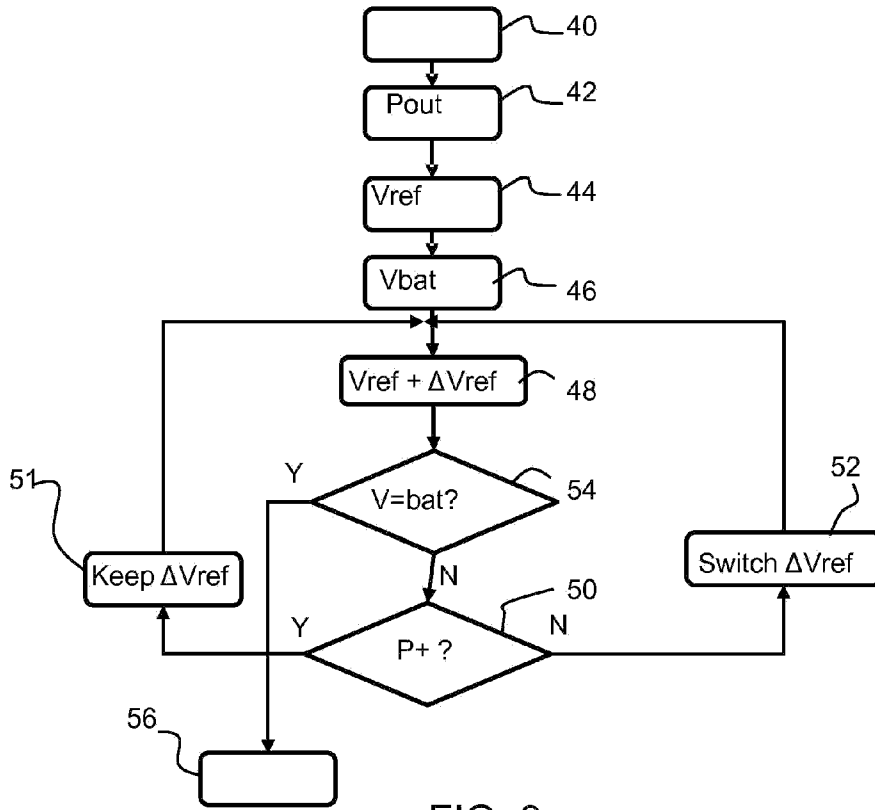 40
Pout
42
Vref
44
Vbat
46
Vref + ΔVref
48
Y
V=bat?
54
51
52
Keep ΔVref
N
Switch ΔVref
50
Y
P+ ?
N
56